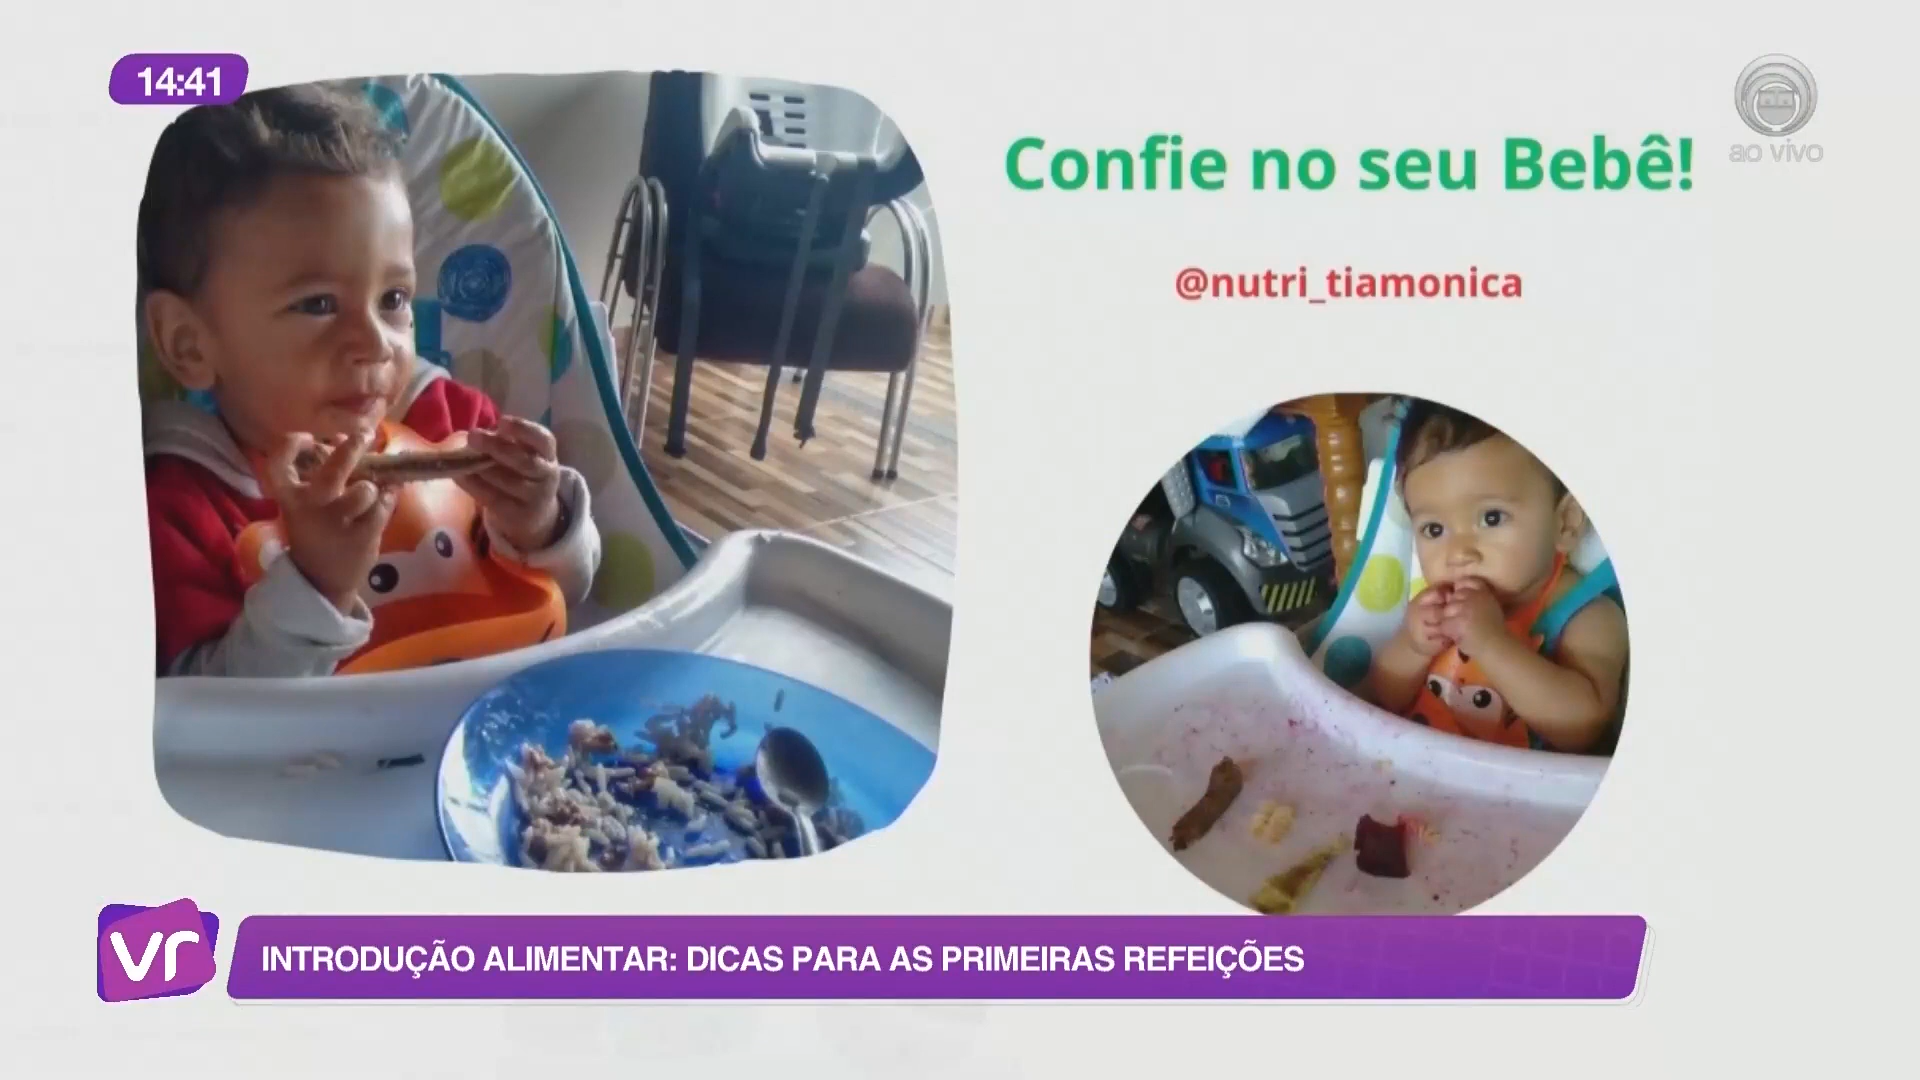 14:41
Confie no seu Bebê!
ao vivo
@nutri_tiamonica
vr
INTRODUÇÃO ALIMENTAR: DICAS PARA AS PRIMEIRAS REFEIÇÕES